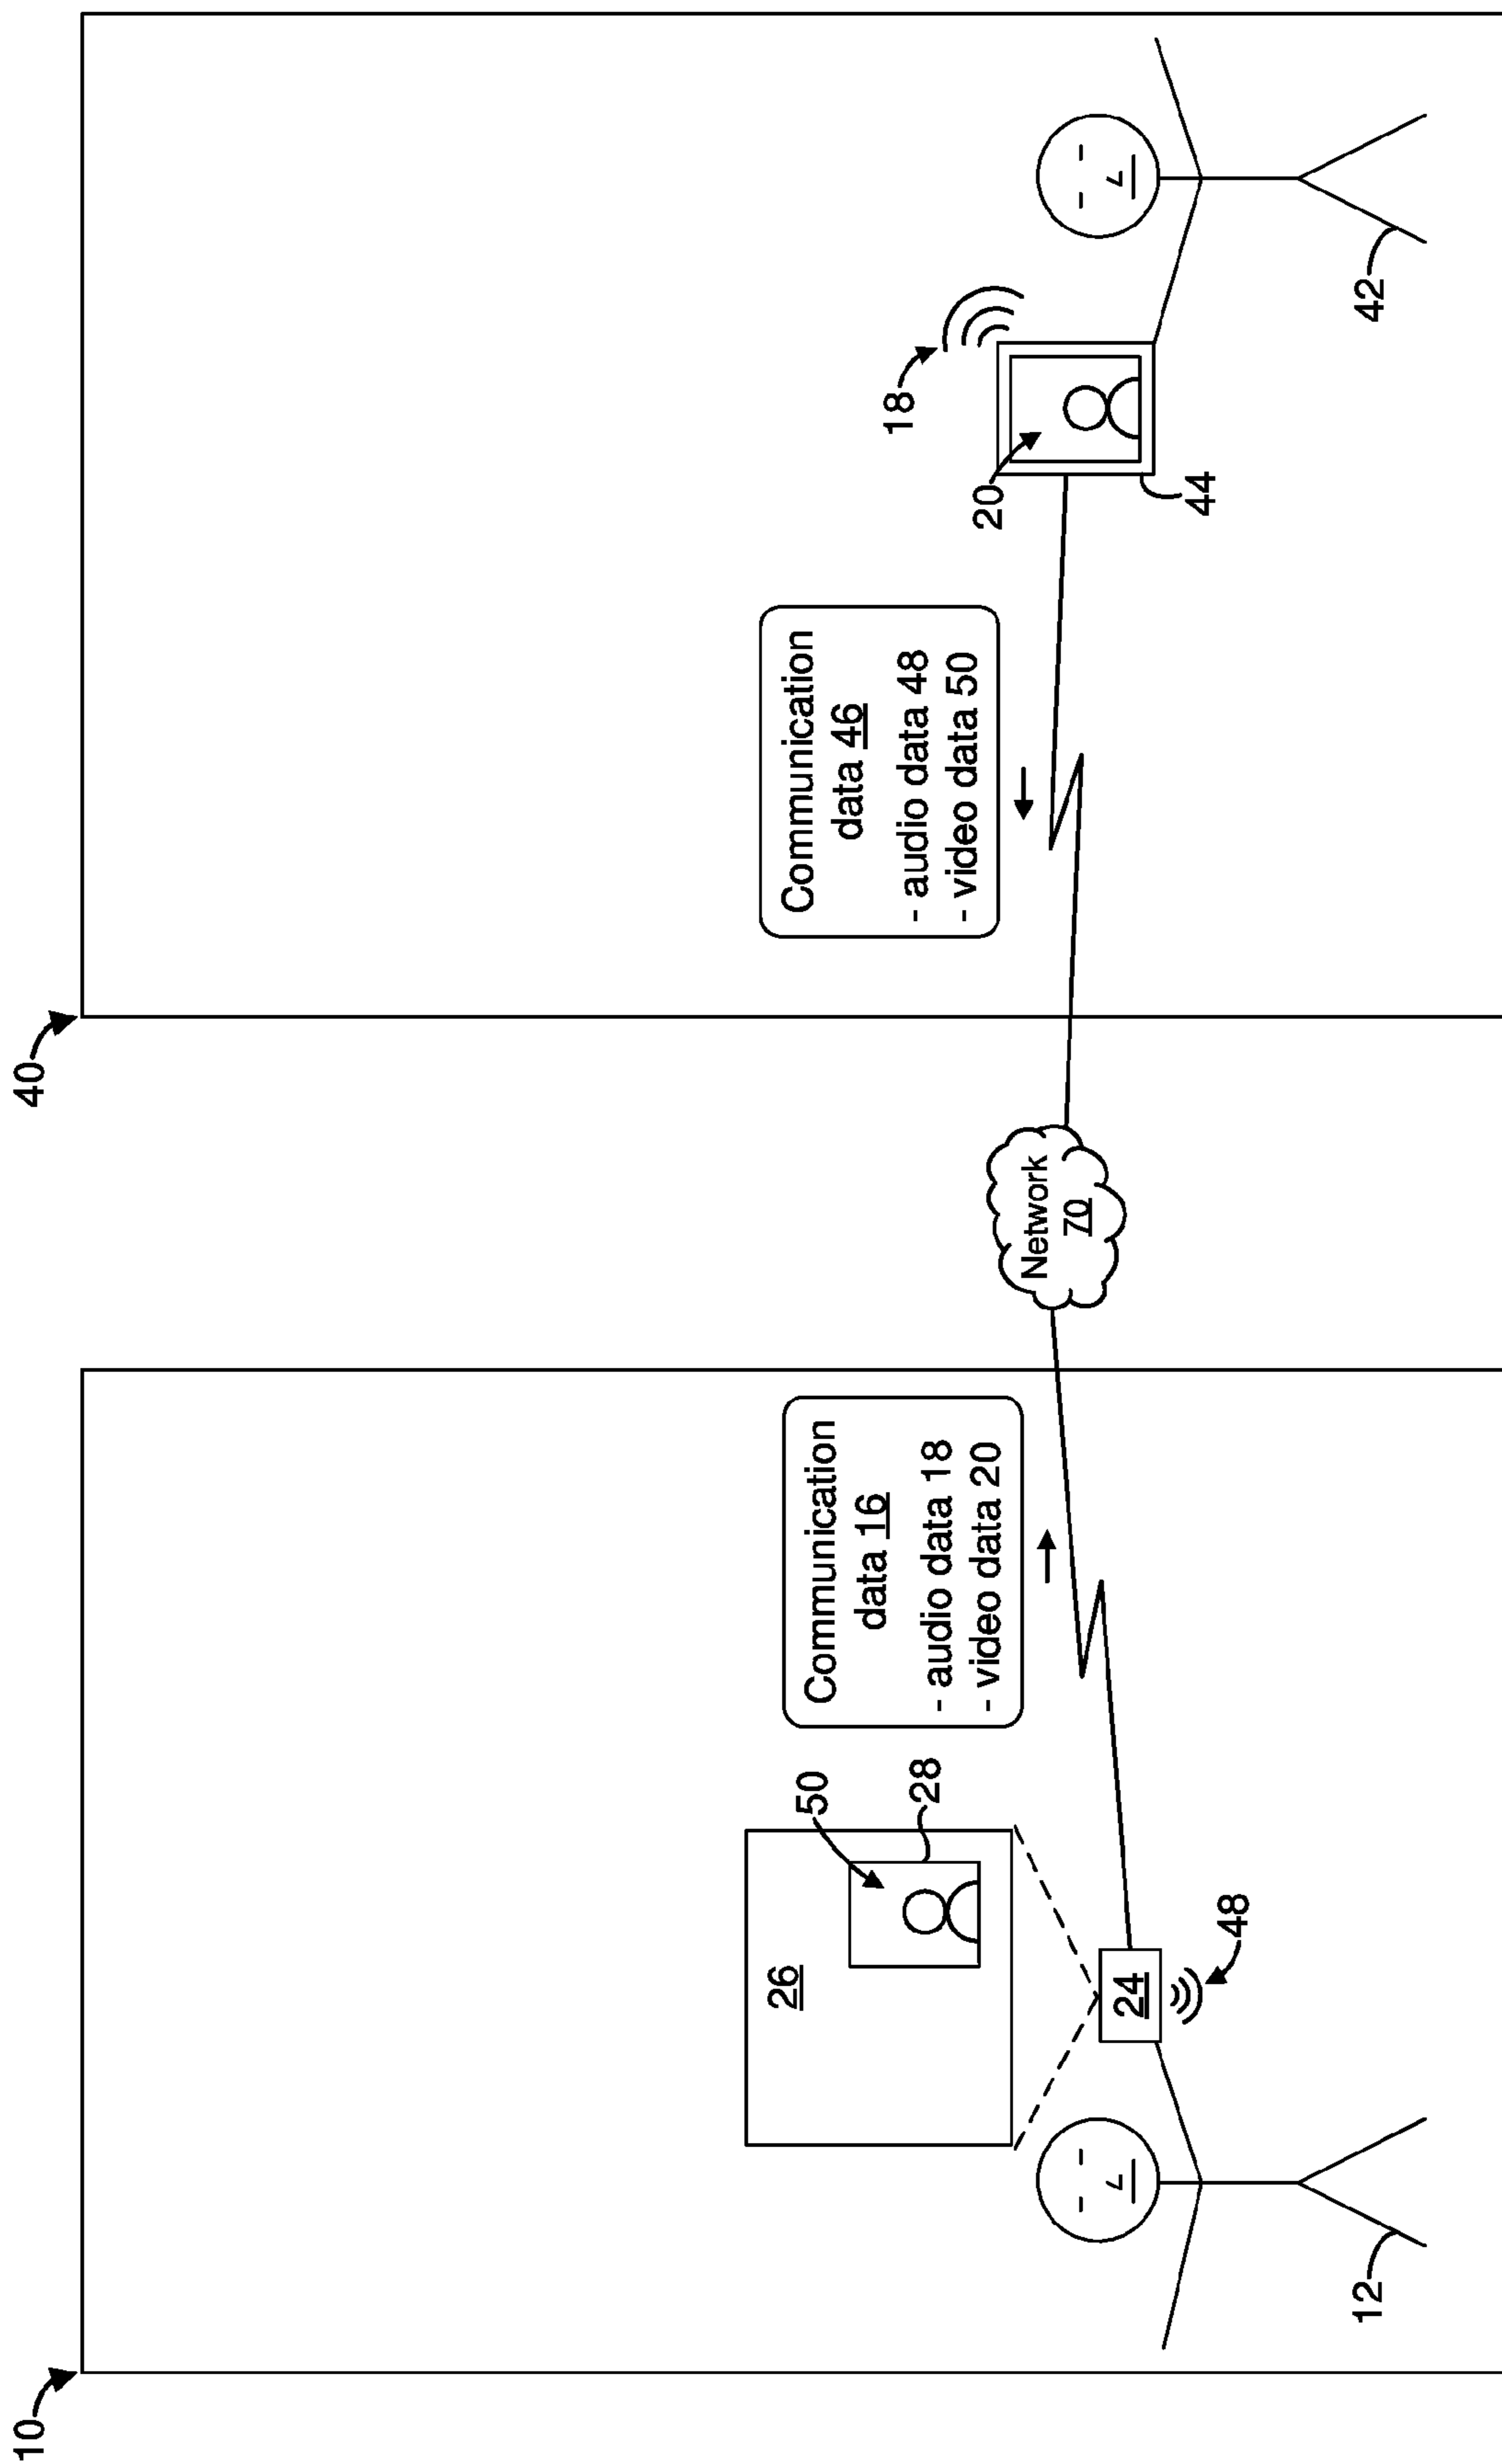 10
40
50
26
28
Communication
data 16
- audio data 18
- video data 20
24
48
12
Network
70
Communication
data 46
- audio data 48
- video data 50
18
20
44
42